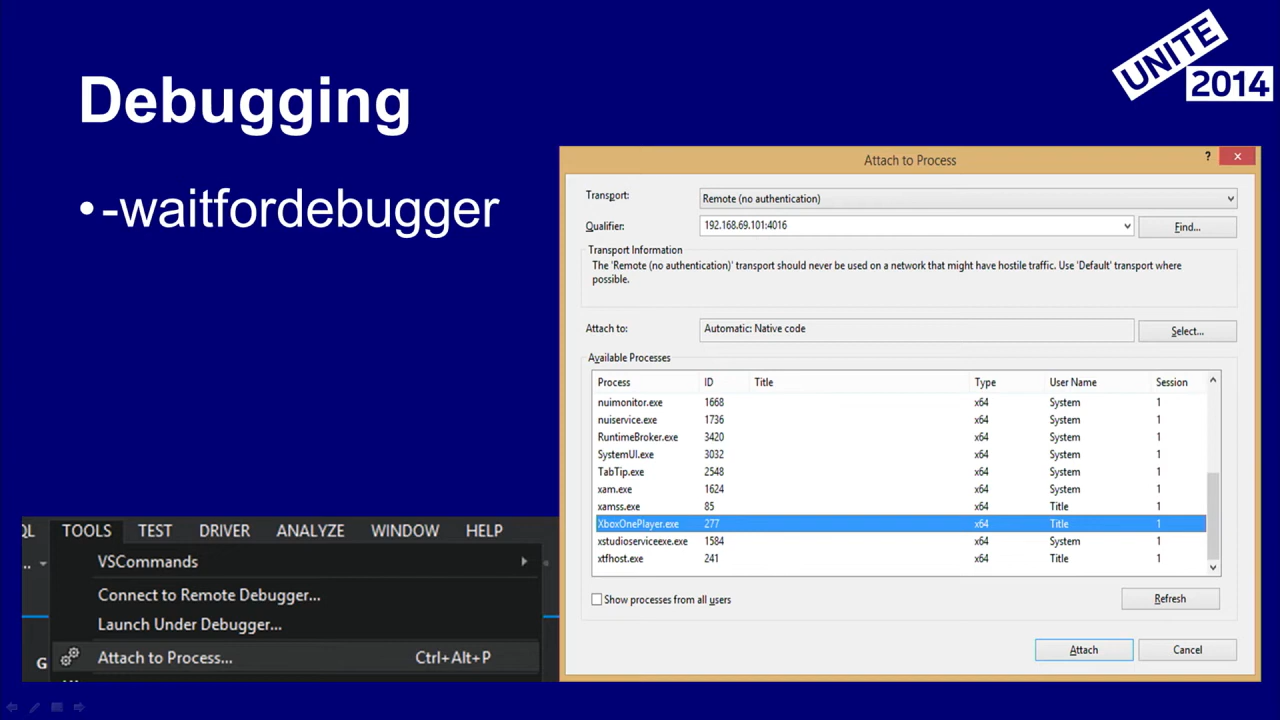 UNITE
2014
Debugging
•-waitfordebugger
Attach to Process
?
Transport:
Remote (no authentication)
Qualifier:
192.168.69.101:4016
Find...
Transport Information
The 'Remote (no authentication)' transport should never be used on a network that might have hostile traffic. Use 'Default' transport where
possible.
Attach to:
Automatic: Native code
Select...
Available Processes
Process ID Title Type User Name Session
nuimonitor.exe 1668 x64 System 1
nuiservice.exe 1736 x64 System 1
RuntimeBroker.exe 3420 x64 System 1
SystemUI.exe 3032 x64 System 1
TabTip.exe 2548 x64 System 1
xam.exe 1624 x64 System 1
xamss.exe 85 x64 Title 1
XboxOnePlayer.exe 277 x64 Title 1
xstudioserviceexe.exe 1584 x64 System 1
xtfhost.exe 241 x64 Title 1
Show processes from all users
Refresh
Attach Cancel
QL TOOLS TEST DRIVER ANALYZE WINDOW HELP
VSCommands
Connect to Remote Debugger...
Launch Under Debugger...
G Attach to Process... Ctrl+Alt+P